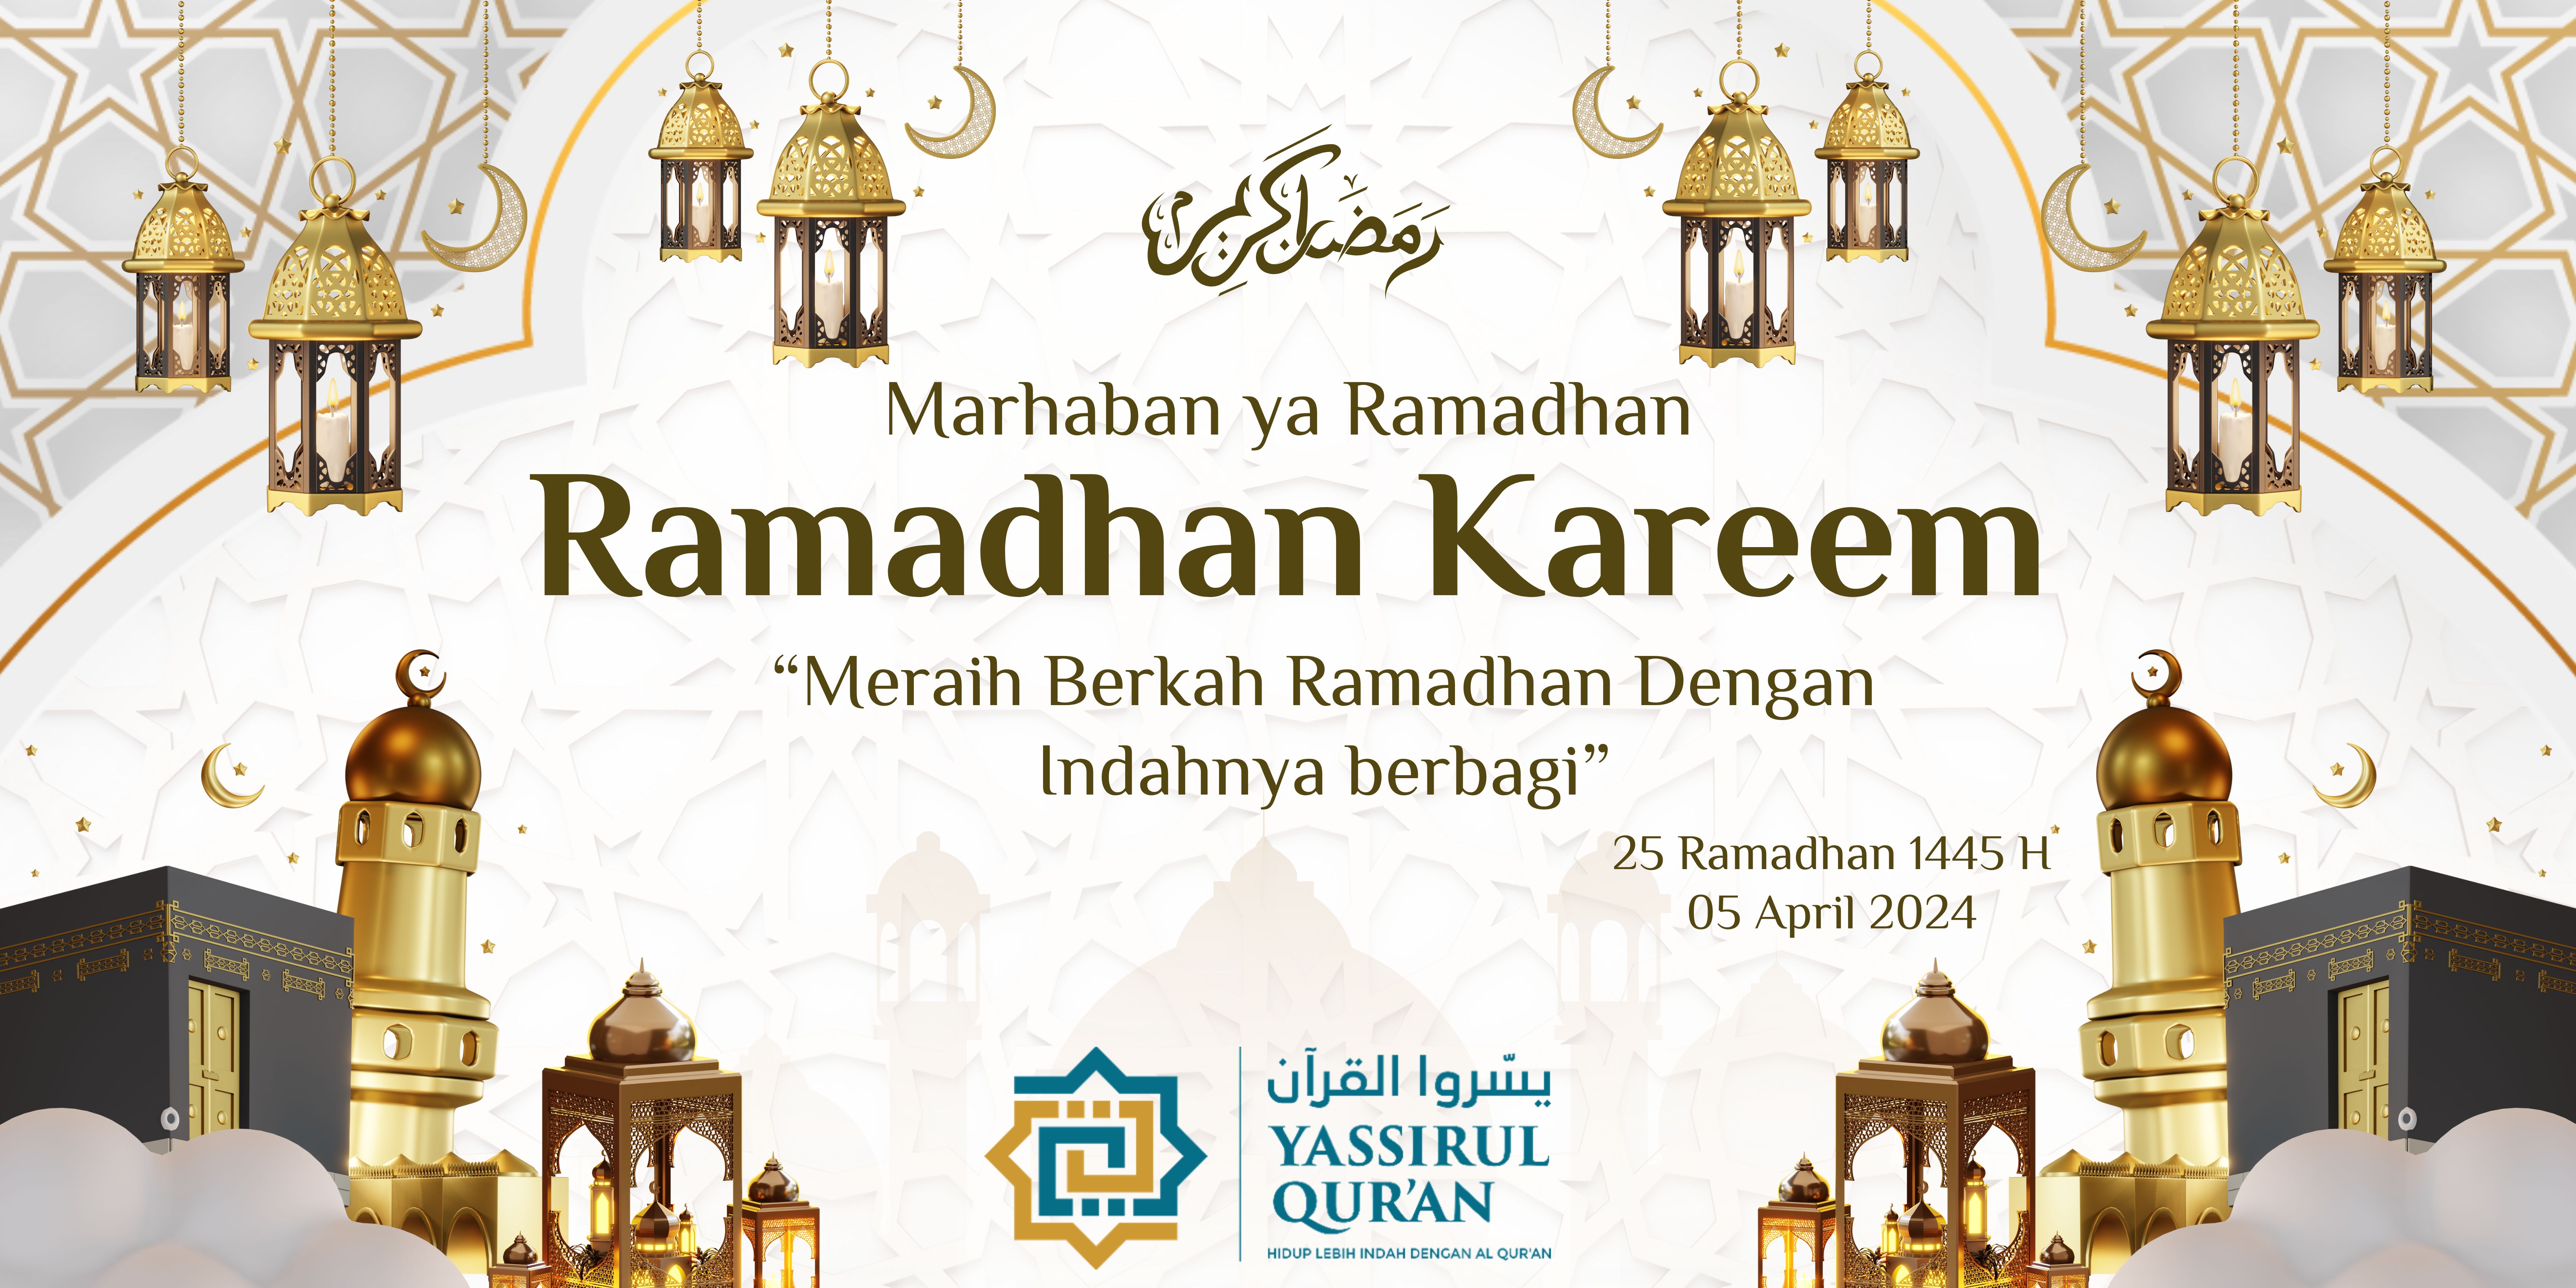 رمضان كريم
Marhaban ya Ramadhan
Ramadhan Kareem
“Meraih Berkah Ramadhan Dengan
Indahnya berbagi”
25 Ramadhan 1445 H
05 April 2024
يسّروا القرآن
YASSIRUL
QUR’AN
HIDUP LEBIH INDAH DENGAN AL QUR’AN